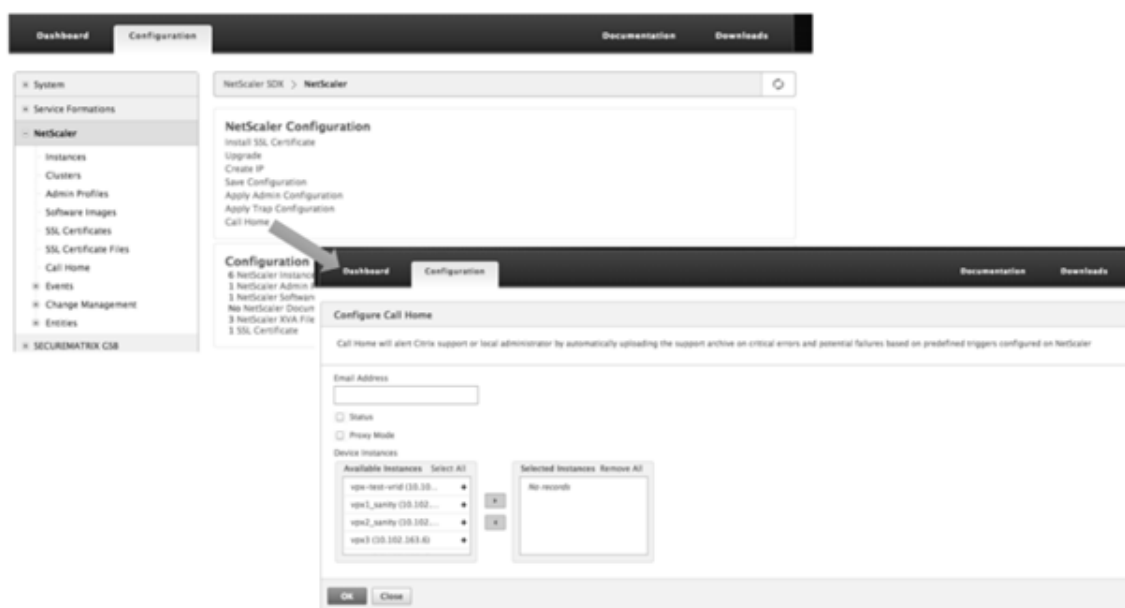 Dashboard Configuration Documentation Downloads
System
Service Formations
NetScaler
Instances
Clusters
Admin Profiles
Software Images
SSL Certificates
SSL Certificate Files
Call Home
Events
Change Management
Entities
SECUREMATRIX GSB
NetScaler SDX > NetScaler
NetScaler Configuration
Install SSL Certificate
Upgrade
Create IP
Save Configuration
Apply Admin Configuration
Apply Trap Configuration
Call Home
Configuration
6 NetScaler Instance
1 NetScaler Admin
1 NetScaler Software
No NetScaler Docum
3 NetScaler XVA File
1 SSL Certificate
Dashboard Configuration Documentation Downloads
Configure Call Home
Call Home will alert Citrix support or local administrator by automatically uploading the support archive on critical errors and potential failures based on predefined triggers configured on NetScaler
Email Address
Status
Proxy Mode
Device Instances
Available Instances Select All
vpx-test-vrid (10.10...
vpx1_sanity (10.102....
vpx2_sanity (10.102....
vpx3 (10.102.163.6)
Selected Instances Remove All
No records
OK Close